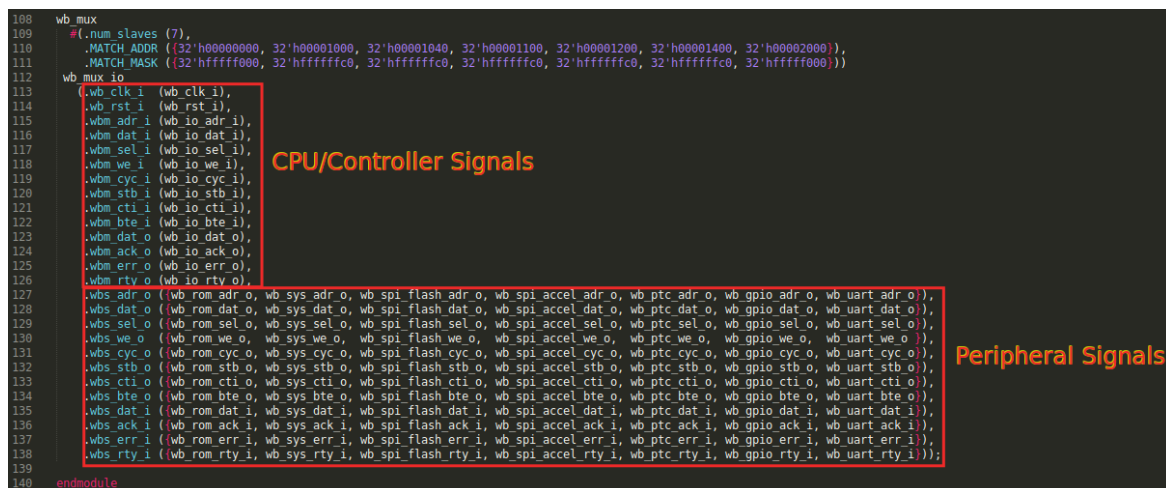 108 wb_mux
109 #(.num_slaves (7),
110 .MATCH_ADDR ({32'h00000000, 32'h00001000, 32'h00001040, 32'h00001100, 32'h00001200, 32'h00001400, 32'h00002000}),
111 .MATCH_MASK ({32'hfffff000, 32'hffffffc0, 32'hffffffc0, 32'hffffffc0, 32'hffffffc0, 32'hffffffc0, 32'hfffff000}))
112 wb_mux_io
113 (.wb_clk_i (wb_clk_i),
114 .wb_rst_i (wb_rst_i),
115 .wbm_adr_i (wb_io_adr_i),
116 .wbm_dat_i (wb_io_dat_i),
117 .wbm_sel_i (wb_io_sel_i),
118 .wbm_we_i (wb_io_we_i),
119 .wbm_cyc_i (wb_io_cyc_i),
120 .wbm_stb_i (wb_io_stb_i),
121 .wbm_cti_i (wb_io_cti_i),
122 .wbm_bte_i (wb_io_bte_i),
123 .wbm_dat_o (wb_io_dat_o),
124 .wbm_ack_o (wb_io_ack_o),
125 .wbm_err_o (wb_io_err_o),
126 .wbm_rty_o (wb_io_rty_o),
CPU/Controller Signals
127 .wbs_adr_o ({wb_rom_adr_o, wb_sys_adr_o, wb_spi_flash_adr_o, wb_spi_accel_adr_o, wb_ptc_adr_o, wb_gpio_adr_o, wb_uart_adr_o}),
128 .wbs_dat_o ({wb_rom_dat_o, wb_sys_dat_o, wb_spi_flash_dat_o, wb_spi_accel_dat_o, wb_ptc_dat_o, wb_gpio_dat_o, wb_uart_dat_o}),
129 .wbs_sel_o ({wb_rom_sel_o, wb_sys_sel_o, wb_spi_flash_sel_o, wb_spi_accel_sel_o, wb_ptc_sel_o, wb_gpio_sel_o, wb_uart_sel_o}),
130 .wbs_we_o ({wb_rom_we_o, wb_sys_we_o, wb_spi_flash_we_o, wb_spi_accel_we_o, wb_ptc_we_o, wb_gpio_we_o, wb_uart_we_o }),
131 .wbs_cyc_o ({wb_rom_cyc_o, wb_sys_cyc_o, wb_spi_flash_cyc_o, wb_spi_accel_cyc_o, wb_ptc_cyc_o, wb_gpio_cyc_o, wb_uart_cyc_o}),
132 .wbs_stb_o ({wb_rom_stb_o, wb_sys_stb_o, wb_spi_flash_stb_o, wb_spi_accel_stb_o, wb_ptc_stb_o, wb_gpio_stb_o, wb_uart_stb_o}),
133 .wbs_cti_o ({wb_rom_cti_o, wb_sys_cti_o, wb_spi_flash_cti_o, wb_spi_accel_cti_o, wb_ptc_cti_o, wb_gpio_cti_o, wb_uart_cti_o}),
134 .wbs_bte_o ({wb_rom_bte_o, wb_sys_bte_o, wb_spi_flash_bte_o, wb_spi_accel_bte_o, wb_ptc_bte_o, wb_gpio_bte_o, wb_uart_bte_o}),
135 .wbs_dat_i ({wb_rom_dat_i, wb_sys_dat_i, wb_spi_flash_dat_i, wb_spi_accel_dat_i, wb_ptc_dat_i, wb_gpio_dat_i, wb_uart_dat_i}),
136 .wbs_ack_i ({wb_rom_ack_i, wb_sys_ack_i, wb_spi_flash_ack_i, wb_spi_accel_ack_i, wb_ptc_ack_i, wb_gpio_ack_i, wb_uart_ack_i}),
137 .wbs_err_i ({wb_rom_err_i, wb_sys_err_i, wb_spi_flash_err_i, wb_spi_accel_err_i, wb_ptc_err_i, wb_gpio_err_i, wb_uart_err_i}),
138 .wbs_rty_i ({wb_rom_rty_i, wb_sys_rty_i, wb_spi_flash_rty_i, wb_spi_accel_rty_i, wb_ptc_rty_i, wb_gpio_rty_i, wb_uart_rty_i}));
Peripheral Signals
139
140 endmodule